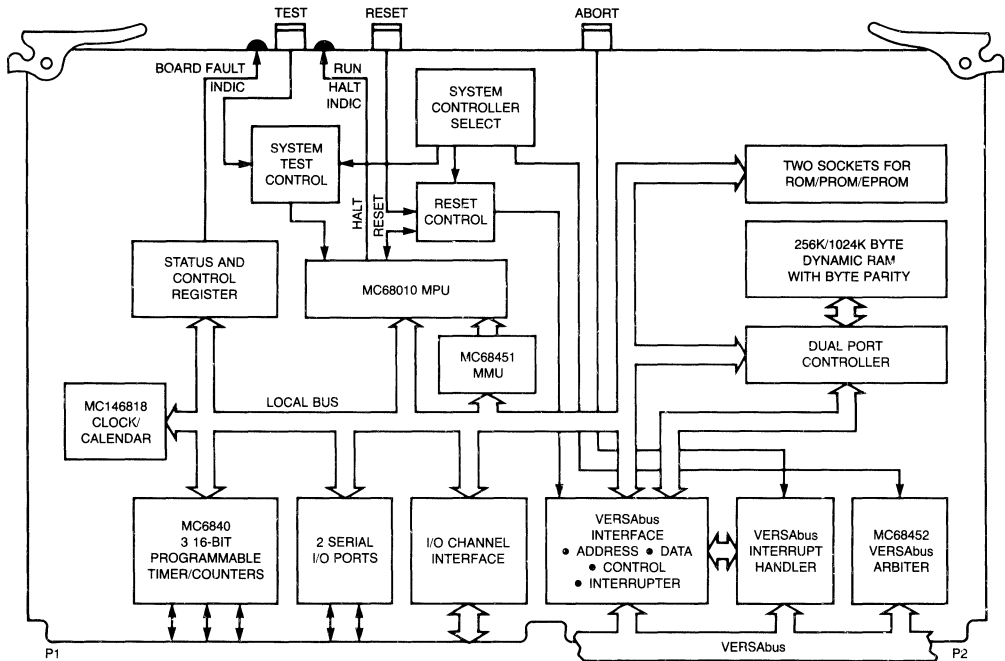 TEST
RESET
ABORT
BOARD FAULT
INDIC
RUN
HALT
INDIC
SYSTEM
CONTROLLER
SELECT
SYSTEM
TEST
CONTROL
HALT
RESET
RESET
CONTROL
TWO SOCKETS FOR
ROM/PROM/EPROM
STATUS AND
CONTROL
REGISTER
MC68010 MPU
256K/1024K BYTE
DYNAMIC RAM
WITH BYTE PARITY
MC68451
MMU
DUAL PORT
CONTROLLER
MC146818
CLOCK/
CALENDAR
LOCAL BUS
MC6840
3 16-BIT
PROGRAMMABLE
TIMER/COUNTERS
2 SERIAL
I/O PORTS
I/O CHANNEL
INTERFACE
VERSAbus
INTERFACE
• ADDRESS • DATA
• CONTROL
• INTERRUPTER
VERSAbus
INTERRUPT
HANDLER
MC68452
VERSAbus
ARBITER
P1
VERSAbus
P2